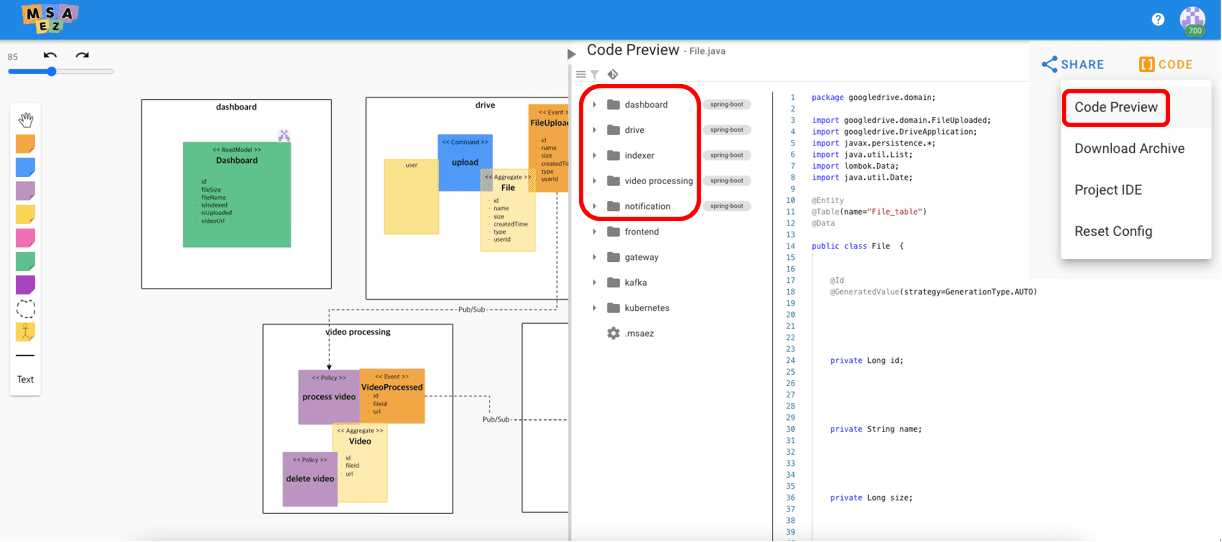 MSA
EZ
700
85
Text
dashboard
<< ReadModel >>
Dashboard
- id
- fileSize
- fileName
- isIndexed
- isUploaded
- videoUrl
drive
user
<< Command >>
upload
<< Event >
FileUpload
id
name
size
createdTime
type
userId
<< Aggregate >>
File
- id
- name
- size
- createdTime
- type
- userId
Pub/Sub
video processing
<< Policy >>
process video
<< Event >>
VideoProcessed
- id
- fileId
- url
Pub/Sub
<< Aggregate >>
Video
- id
- fileId
- url
<< Policy >>
delete video
Code Preview - File.java
dashboard spring-boot
drive spring-boot
indexer spring-boot
video processing spring-boot
notification spring-boot
frontend
gateway
kafka
kubernetes
.msaez
1 package googledrive.domain;
2
3 import googledrive.domain.FileUploaded;
4 import googledrive.DriveApplication;
5 import javax.persistence.*;
6 import java.util.List;
7 import lombok.Data;
8 import java.util.Date;
9
10 @Entity
11 @Table(name="File_table")
12 @Data
13
14 public class File {
15
16
17 @Id
18 @GeneratedValue(strategy=GenerationType.AUTO)
19
20
21
22
23
24 private Long id;
25
26
27
28
29
30 private String name;
31
32
33
34
35
36 private Long size;
37
38
39
SHARE
CODE
Code Preview
Download Archive
Project IDE
Reset Config